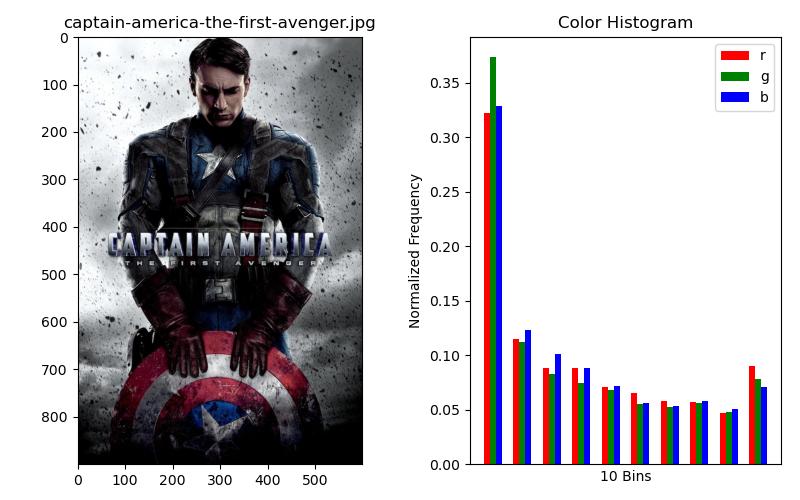 captain-america-the-first-avenger.jpg
0
100
200
300
400
500
600
700
800
0 100 200 300 400 500
CAPTAIN AMERICA
THE FIRST AVENGER
Color Histogram
Normalized Frequency
0.35
0.30
0.25
0.20
0.15
0.10
0.05
0.00
r
g
b
10 Bins